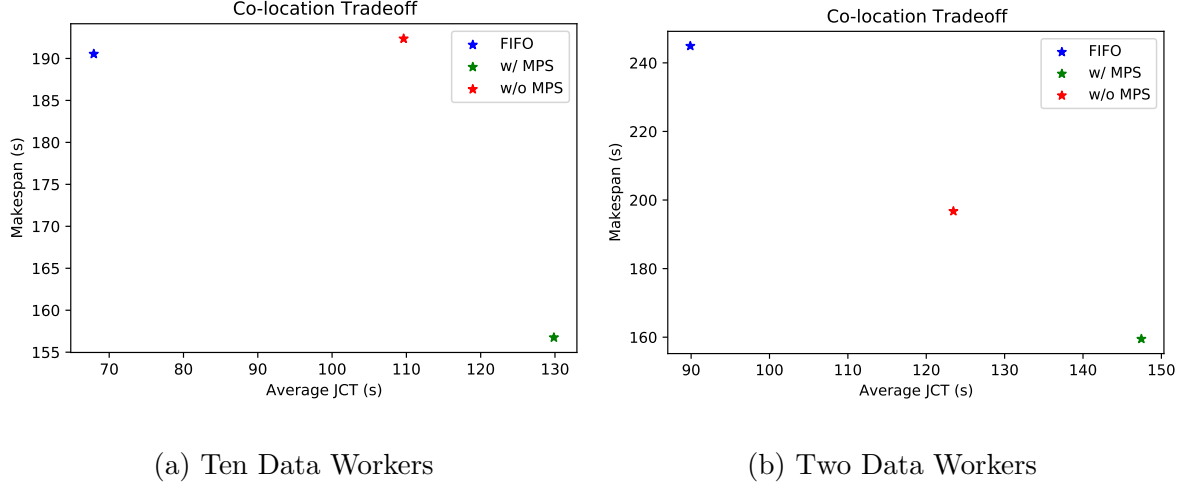 Co-location Tradeoff
FIFO
w/ MPS
w/o MPS
190
185
180
175
170
165
160
155
Makespan (s)
70 80 90 100 110 120 130
Average JCT (s)
(a) Ten Data Workers
Co-location Tradeoff
FIFO
w/ MPS
w/o MPS
240
220
200
180
160
Makespan (s)
90 100 110 120 130 140 150
Average JCT (s)
(b) Two Data Workers